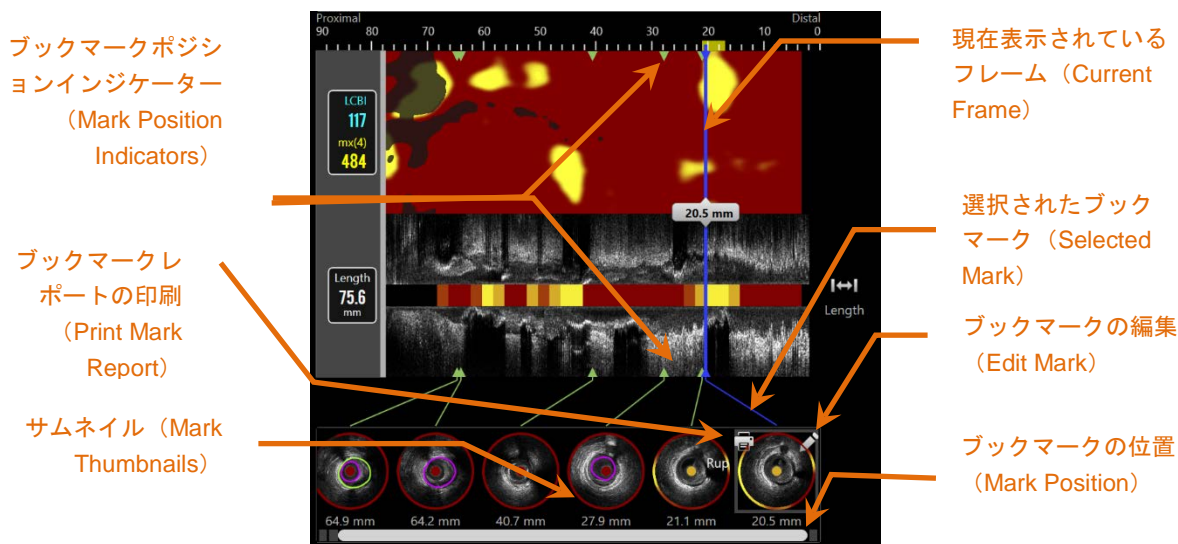 ブックマークポジシ
ョンインジケーター
（Mark Position
Indicators）
ブックマークレ
ポートの印刷
（Print Mark
Report）
サムネイル（Mark
Thumbnails）
Proximal
Distal
90 80 70 60 50 40 30 20 10 0
LCBI
117
mx(4)
484
20.5 mm
Length
75.6
mm
Length
Rup
64.9 mm 64.2 mm 40.7 mm 27.9 mm 21.1 mm 20.5 mm
現在表示されている
フレーム（Current
Frame）
選択されたブック
マーク（Selected
Mark）
ブックマークの編集
（Edit Mark）
ブックマークの位置
（Mark Position）